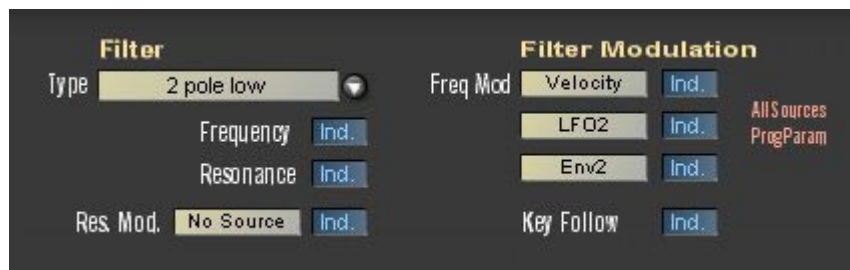 Filter
Type 2 pole low
Frequency Ind.
Resonance Ind.
Res. Mod. No Source Ind.
Filter Modulation
Freq Mod Velocity Ind.
LFO2 Ind.
Env2 Ind.
All Sources
ProgParam
Key Follow Ind.